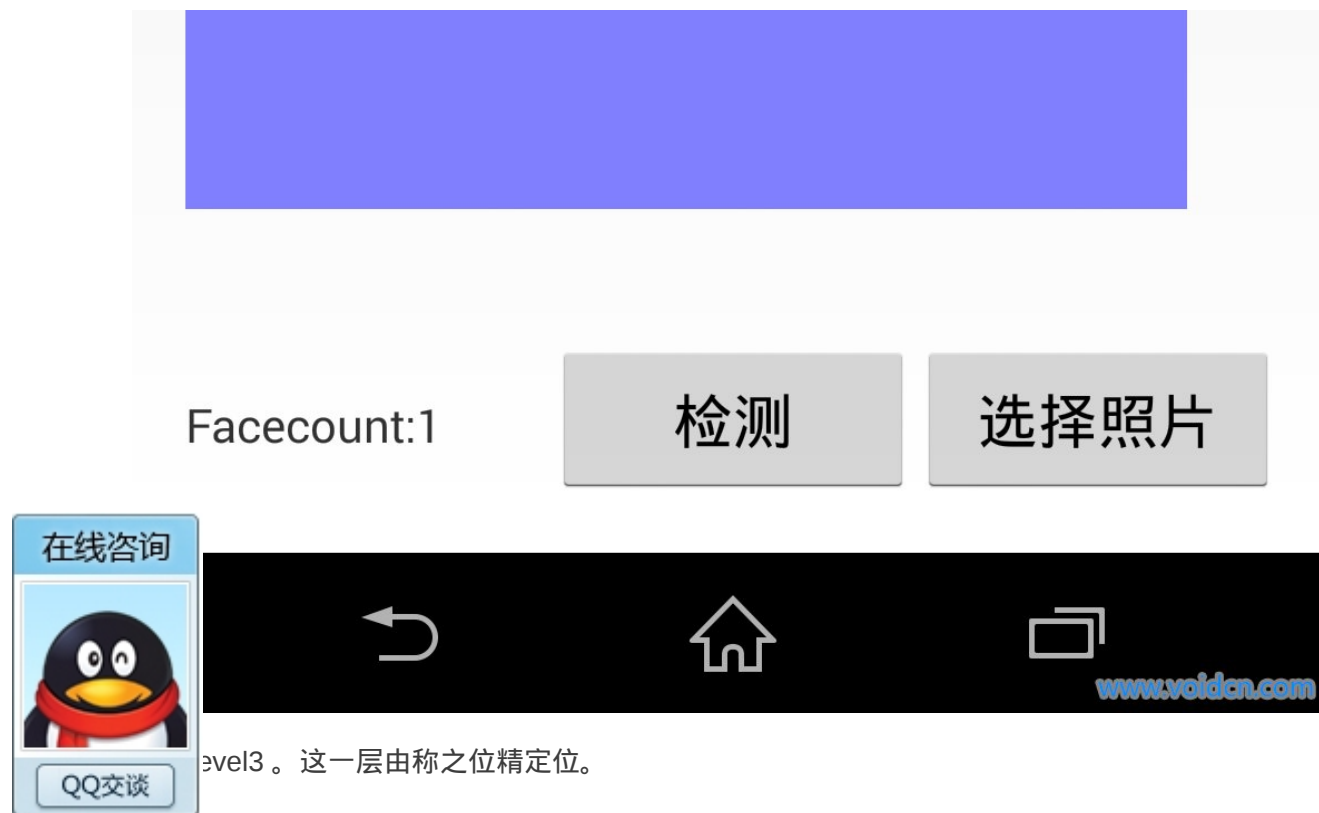 Facecount:1
检测
选择照片
在线咨询
www.voidcn.com
evel3 。这一层由称之位精定位。
QQ交谈